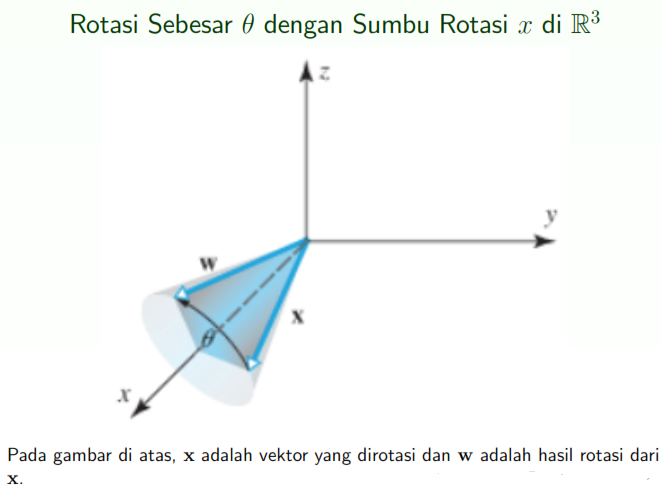 Rotasi Sebesar θ dengan Sumbu Rotasi x di ℝ³
z
y
w
x
θ
x
Pada gambar di atas, x adalah vektor yang dirotasi dan w adalah hasil rotasi dari
x.